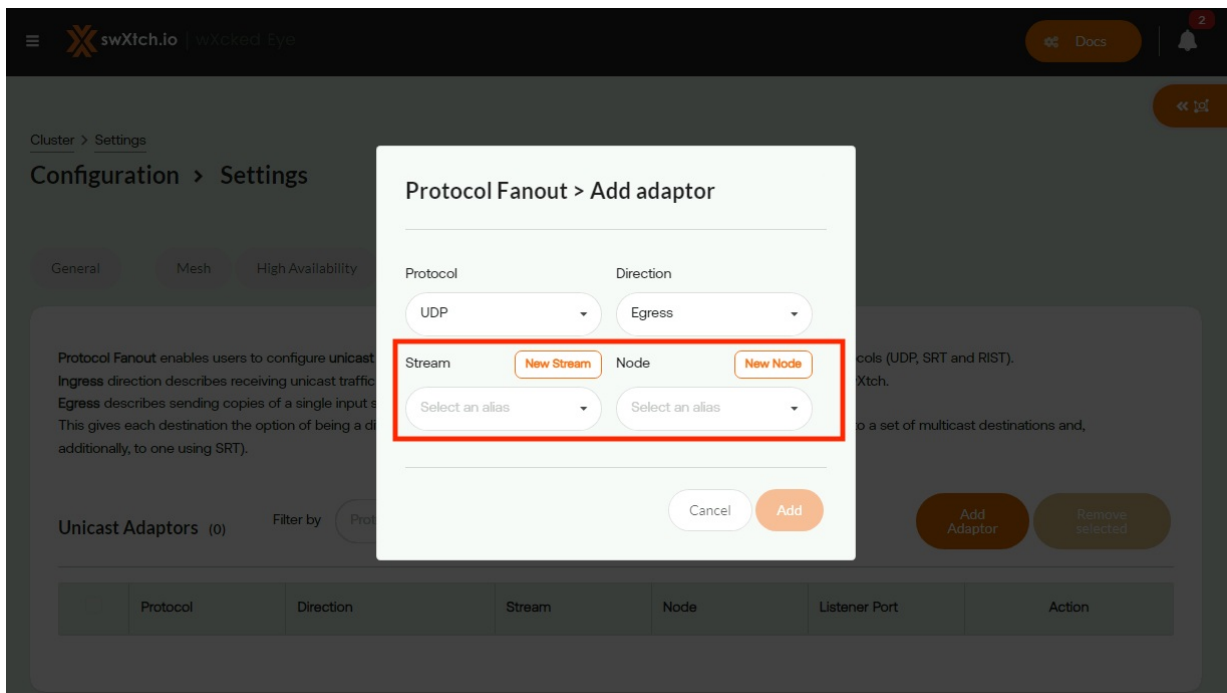 swXtch.io | wXcked Eye
Docs
2
Cluster > Settings
Configuration > Settings
General Mesh High Availability
Protocol Fanout enables users to configure unicast
cols (UDP, SRT and RIST).
Ingress direction describes receiving unicast traffic
Xtch.
Egress describes sending copies of a single input s
This gives each destination the option of being a di
o a set of multicast destinations and,
additionally, to one using SRT).
Protocol Fanout > Add adaptor
Protocol Direction
UDP Egress
Stream New Stream Node New Node
Select an alias Select an alias
Cancel Add
Unicast Adaptors (0) Filter by Prot
Add
Adaptor
Remove
selected
Protocol Direction Stream Node Listener Port Action